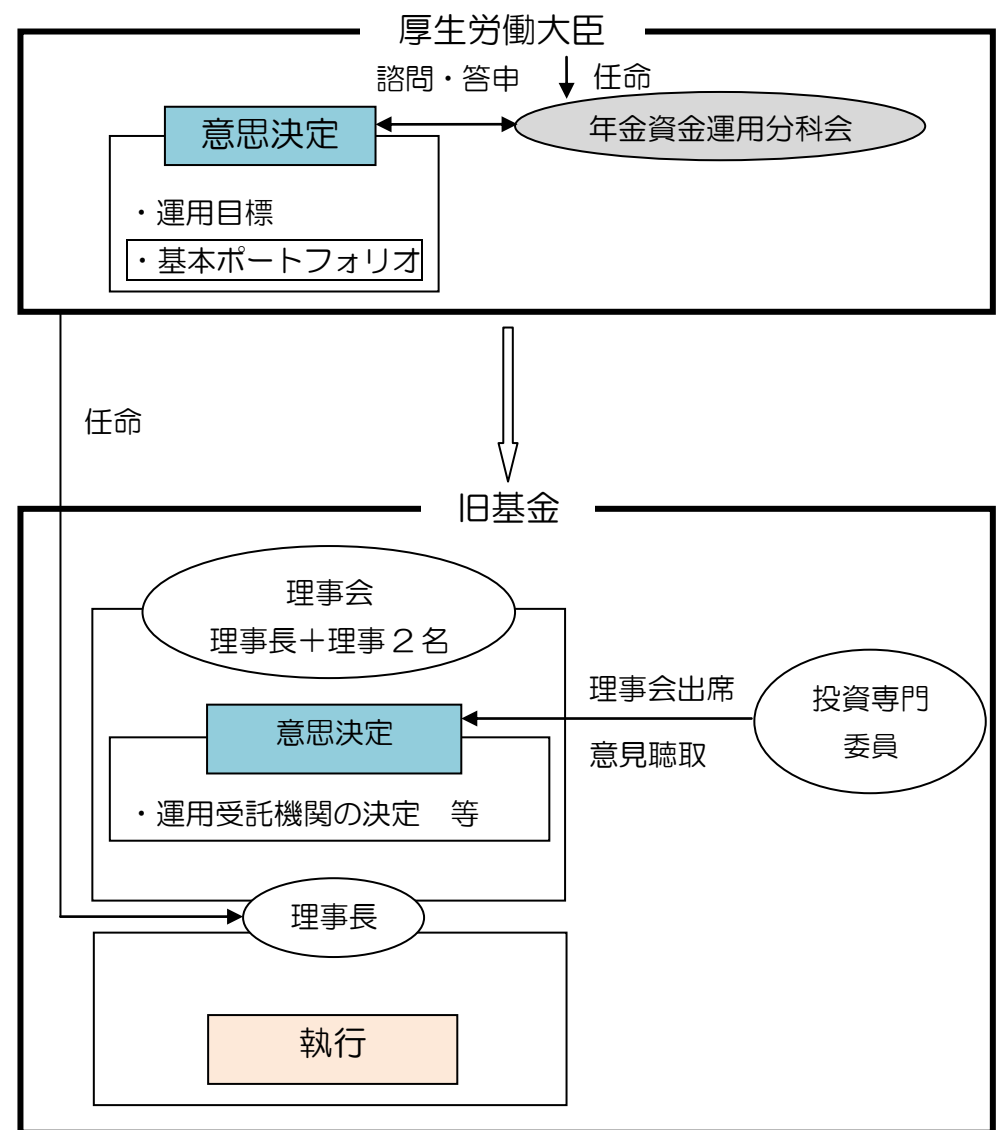 厚生労働大臣
諮問・答申
任命
意思決定
年金資金運用分科会
・運用目標
・基本ポートフォリオ
任命
旧基金
理事会
理事長＋理事２名
意思決定
理事会出席
意見聴取
投資専門
委員
・運用受託機関の決定　等
理事長
執行